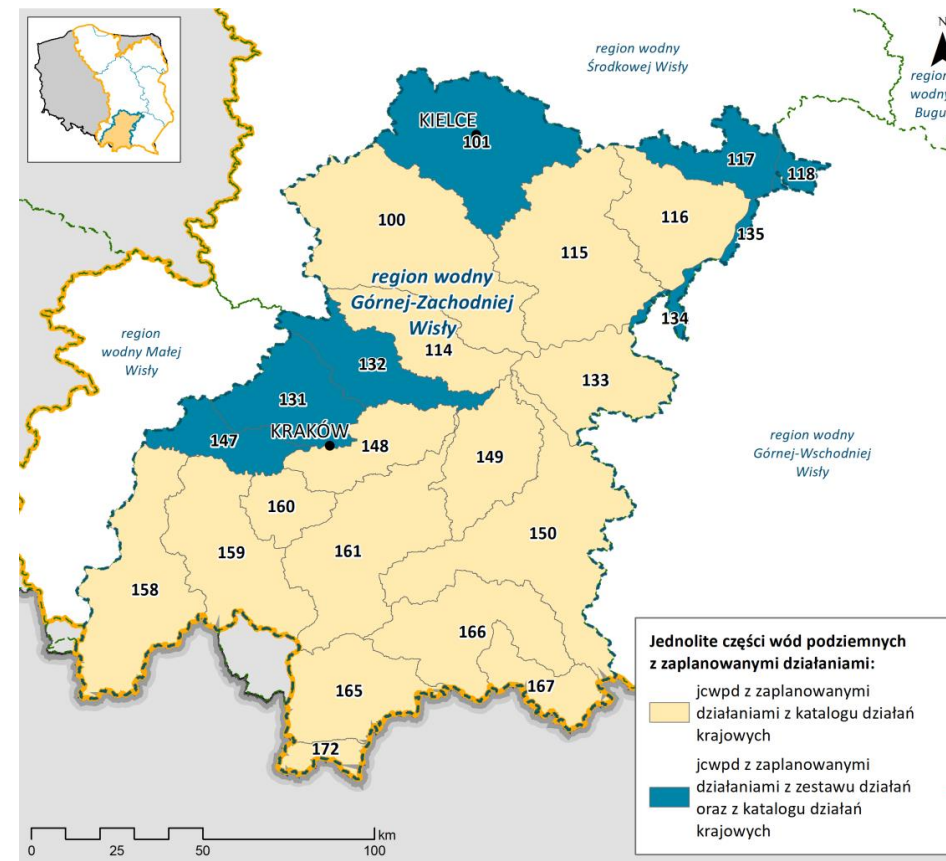 region wodny
Środkowej Wisły
N
region
wodny
Bugu
KIELCE
101
117
118
100
116
135
115
region wodny
Górnej-Zachodniej
Wisły
134
region
wodny Małej
Wisły
114
132
133
131
KRAKÓW
147
148
149
region wodny
Górnej-Wschodniej
Wisły
160
150
159
161
158
166
165
167
172
Jednolite części wód podziemnych
z zaplanowanymi działaniami:
jcwpd z zaplanowanymi
działaniami z katalogu działań
krajowych
jcwpd z zaplanowanymi
działaniami z zestawu działań
oraz z katalogu działań
krajowych
km
0 25 50 100